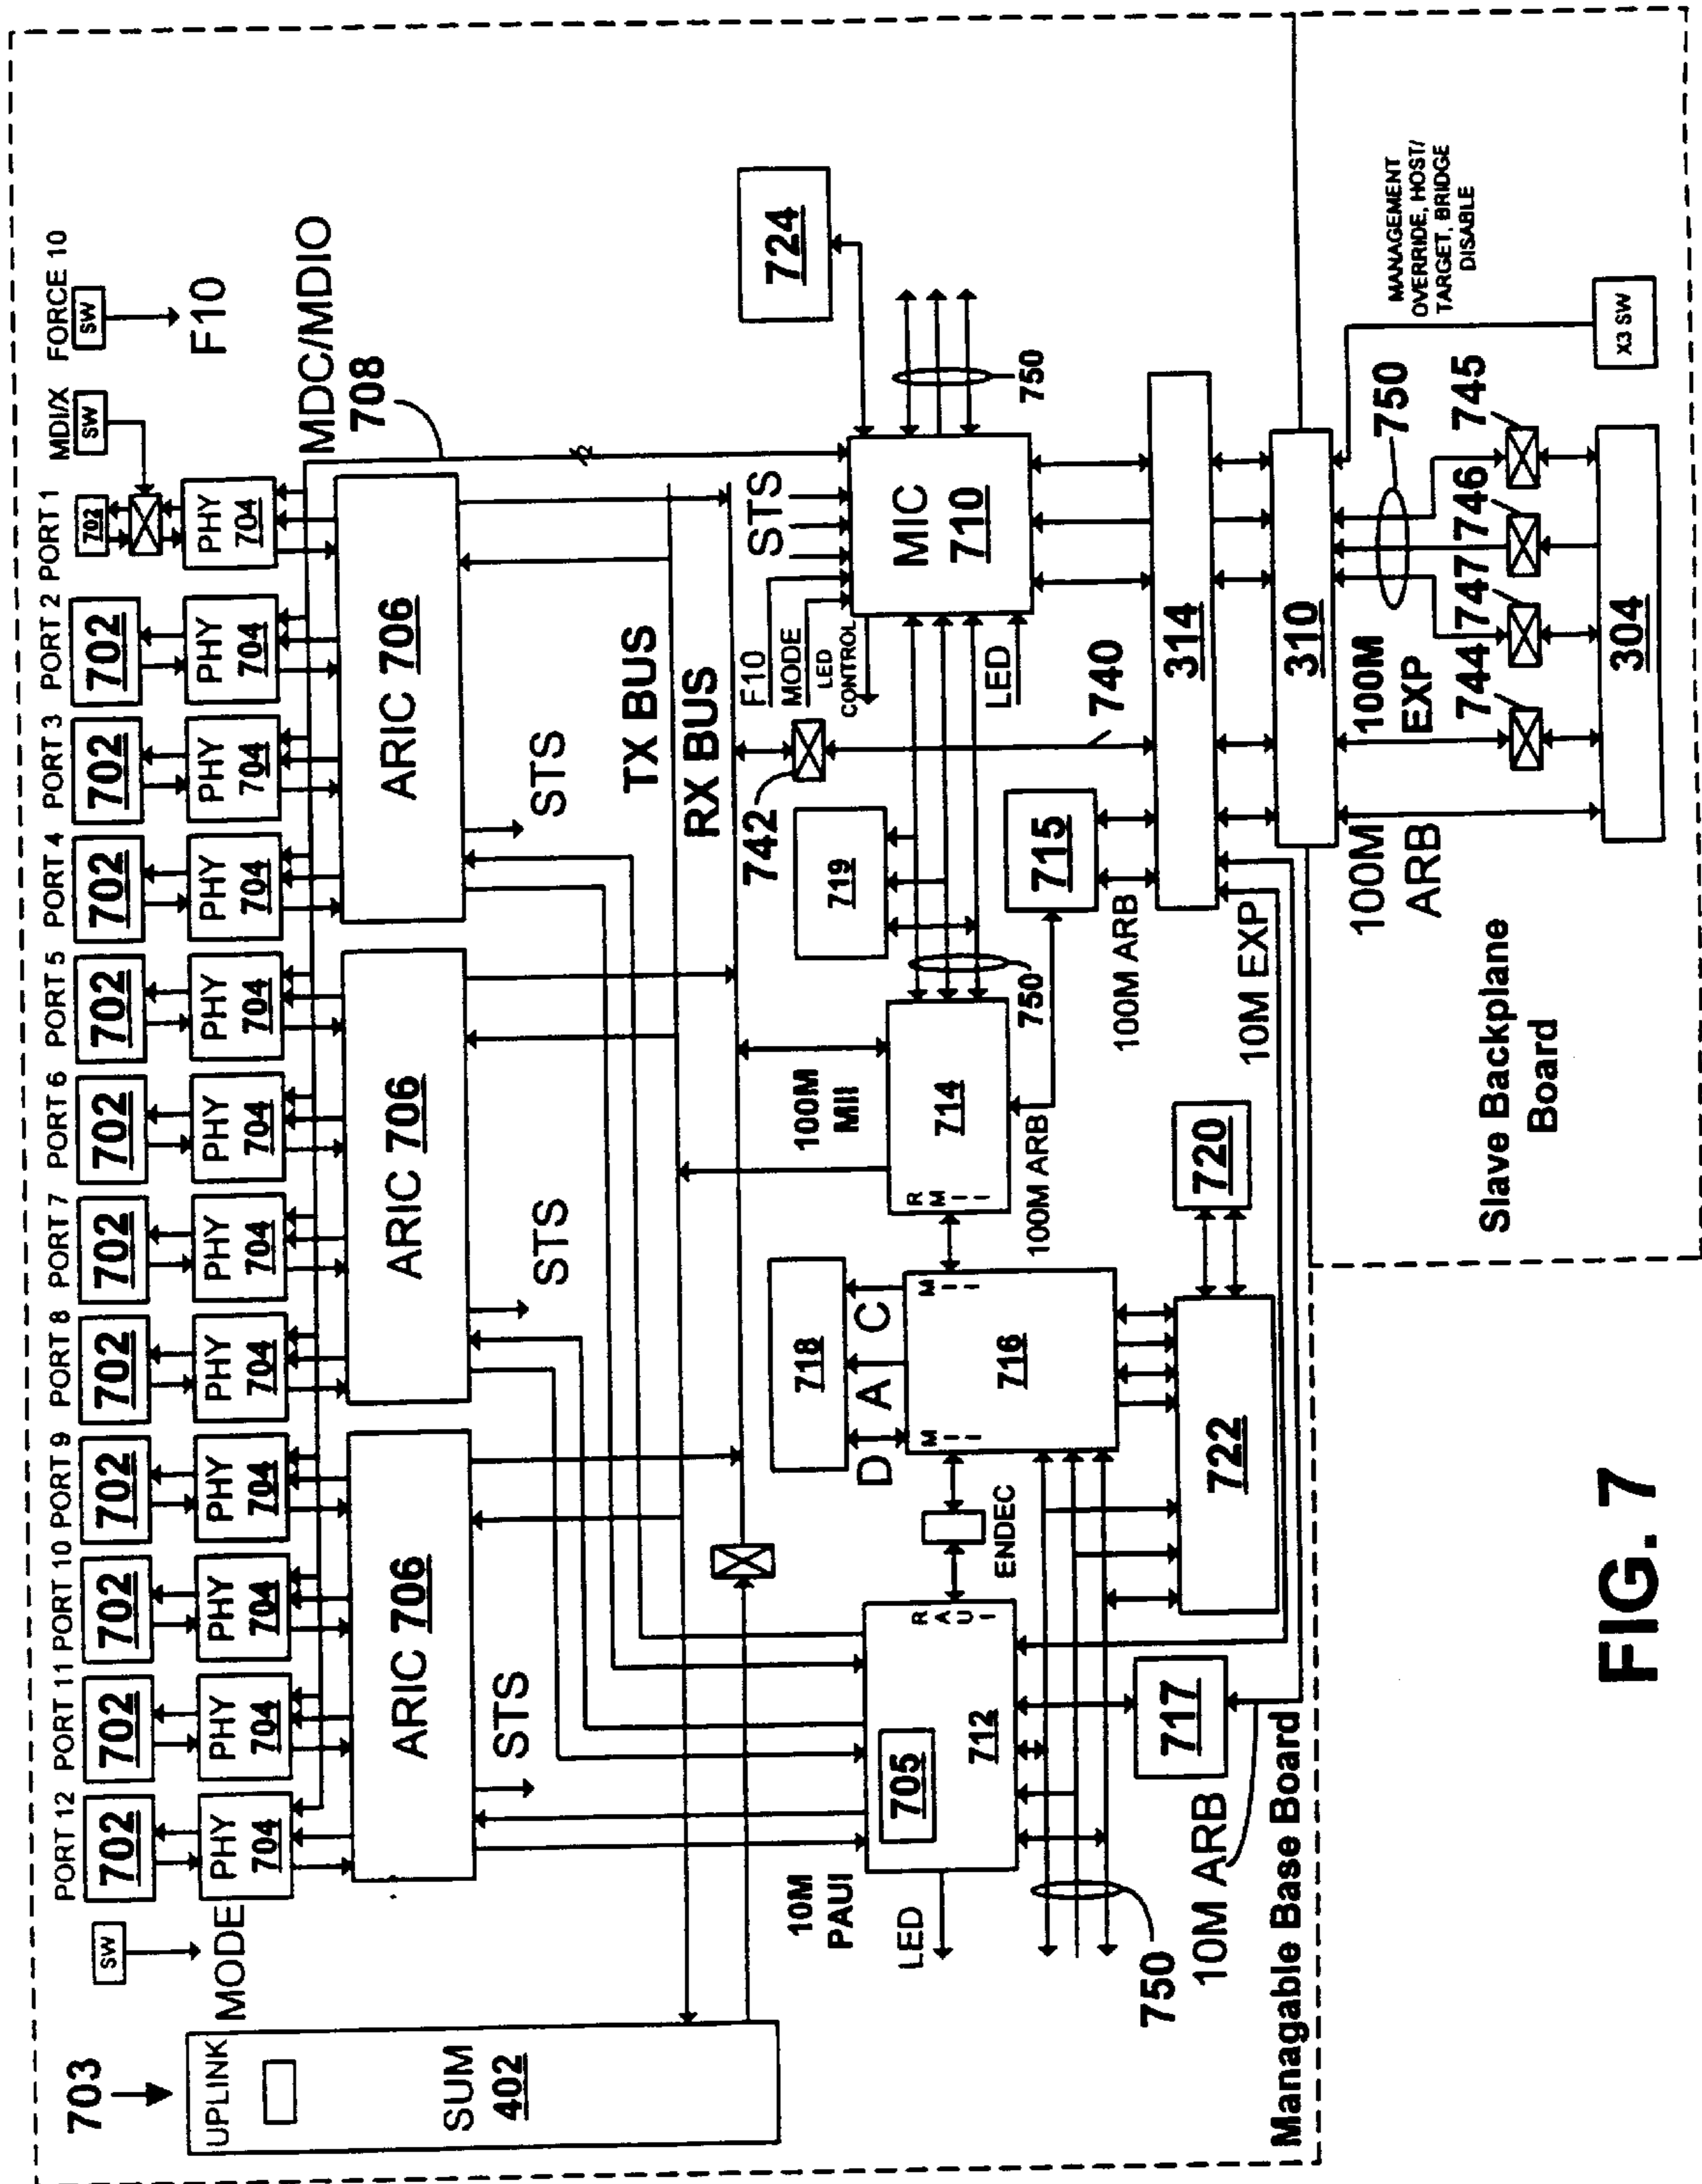 703
UPLINK
SUM
402
SW
MODE
PORT 12
PORT 11
PORT 10
PORT 9
PORT 8
PORT 7
PORT 6
PORT 5
PORT 4
PORT 3
PORT 2
PORT 1
MDI/X
FORCE 10
702
702
702
702
702
702
702
702
702
702
702
702
SW
SW
F10
PHY
704
PHY
704
PHY
704
PHY
704
PHY
704
PHY
704
PHY
704
PHY
704
PHY
704
PHY
704
PHY
704
PHY
704
MDC/MDIO
708
ARIC 706
ARIC 706
ARIC 706
STS
STS
STS
TX BUS
RX BUS
2
724
10M
PAUI
LED
705
712
R
A
U
I
ENDEC
718
D A C
M
I
I
M
I
I
716
100M
MII
714
R
M
I
I
100M ARB
719
742
715
740
F10
MODE
LED
CONTROL
STS
LED
MIC
710
750
750
750
10M ARB
717
722
720
100M ARB
10M EXP
314
310
Managable Base Board
100M
ARB
100M
EXP
744
747
746
745
750
304
MANAGEMENT
OVERRIDE, HOST/
TARGET, BRIDGE
DISABLE
X3 SW
Slave Backplane
Board
FIG. 7